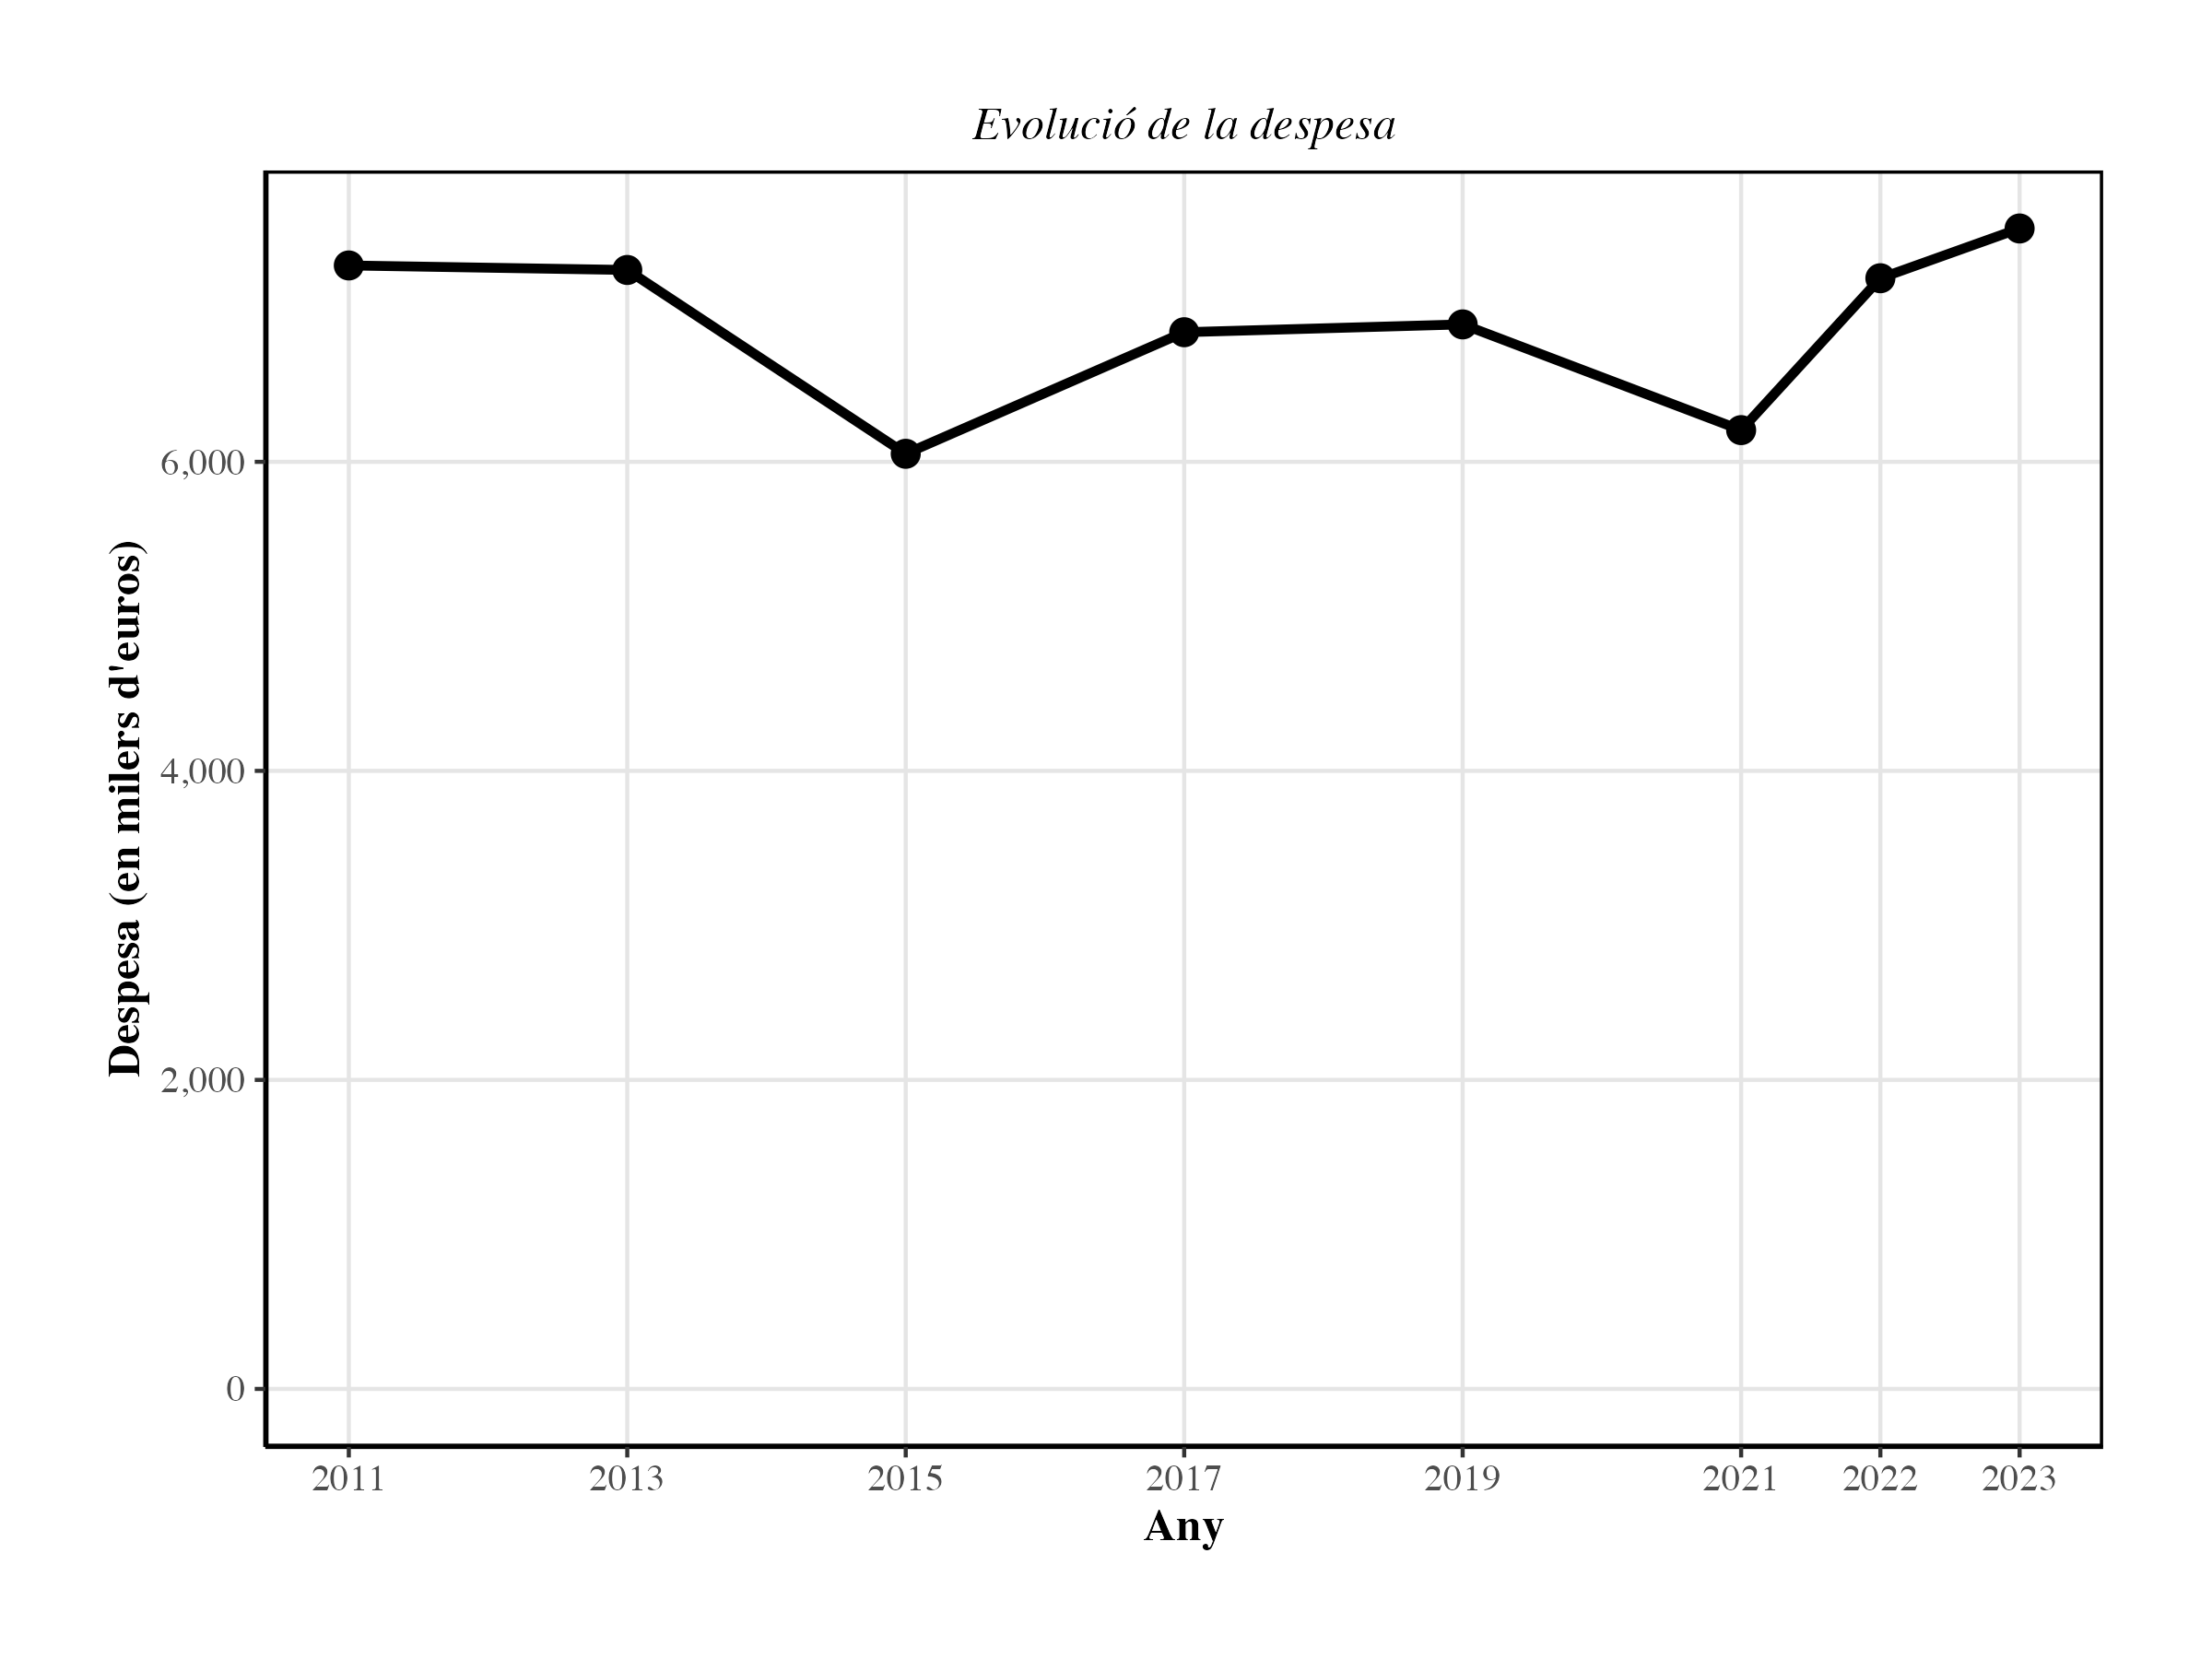 Evolució de la despesa
Despesa (en milers d'euros)
6,000
4,000
2,000
0
2011 2013 2015 2017 2019 2021 2022 2023
Any